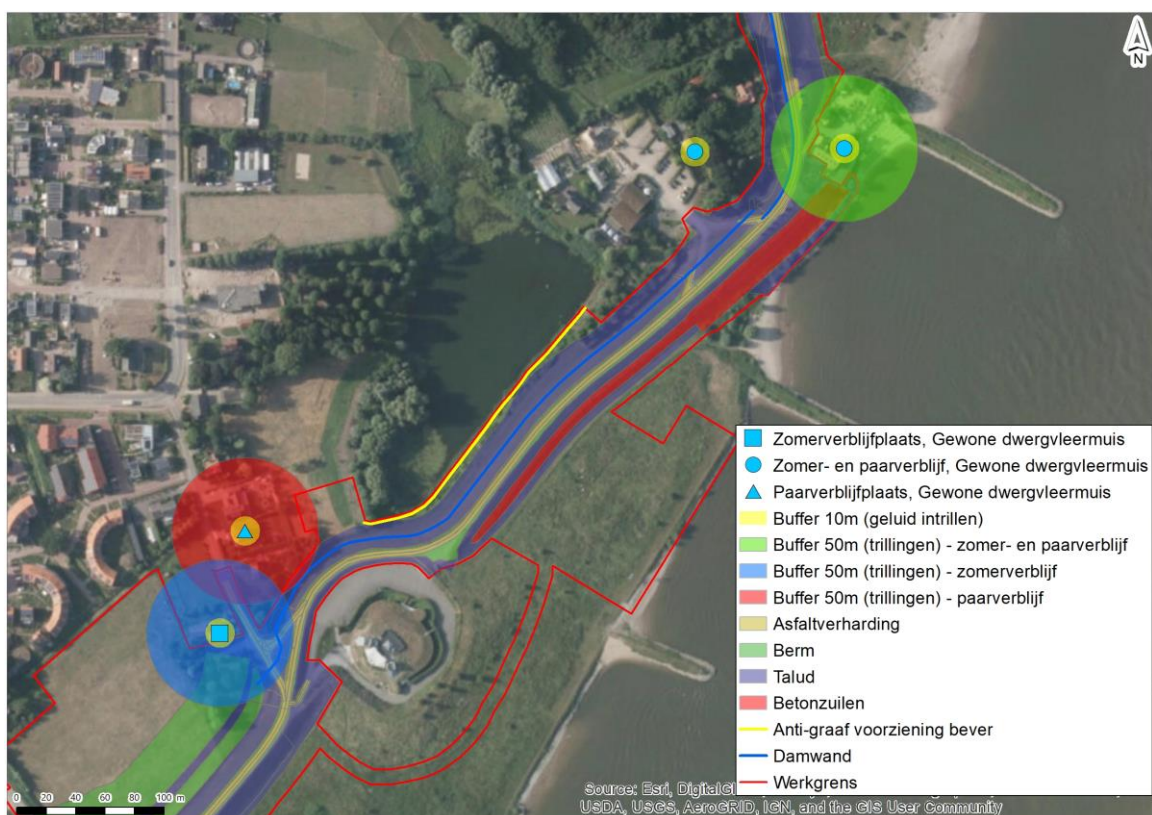 N
Zomerverblijfplaats, Gewone dwergvleermuis
Zomer- en paarverblijf, Gewone dwergvleermuis
Paarverblijfplaats, Gewone dwergvleermuis
Buffer 10m (geluid intrillen)
Buffer 50m (trillingen) - zomer- en paarverblijf
Buffer 50m (trillingen) - zomerverblijf
Buffer 50m (trillingen) - paarverblijf
Asfaltverharding
Berm
Talud
Betonzuilen
Anti-graaf voorziening bever
Damwand
Werkgrens
0 20 40 60 80 100 m
Source: Esri,
USDA, USGS, AeroGRID, IGN, and the GIS User Community